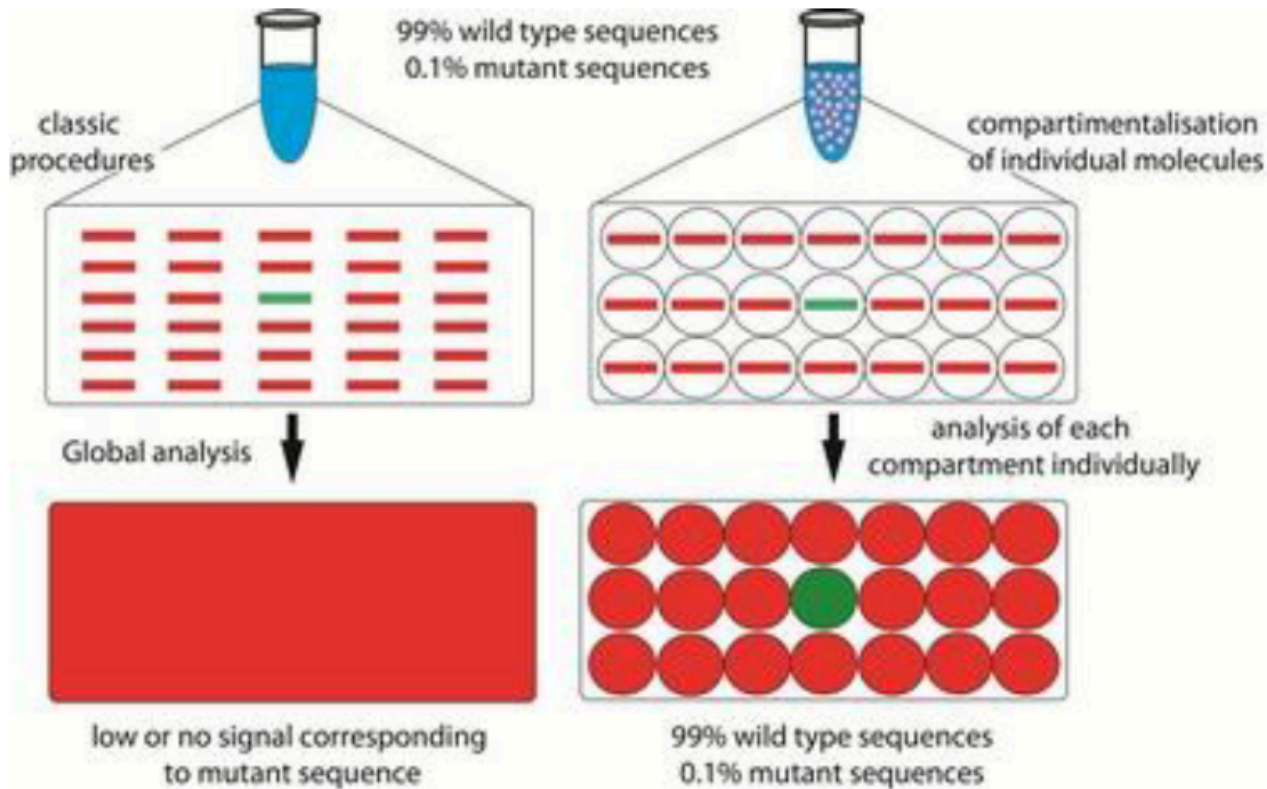 99% wild type sequences
0.1% mutant sequences
classic
procedures
compartimentalisation
of individual molecules
Global analysis
analysis of each
compartment individually
low or no signal corresponding
to mutant sequence
99% wild type sequences
0.1% mutant sequences